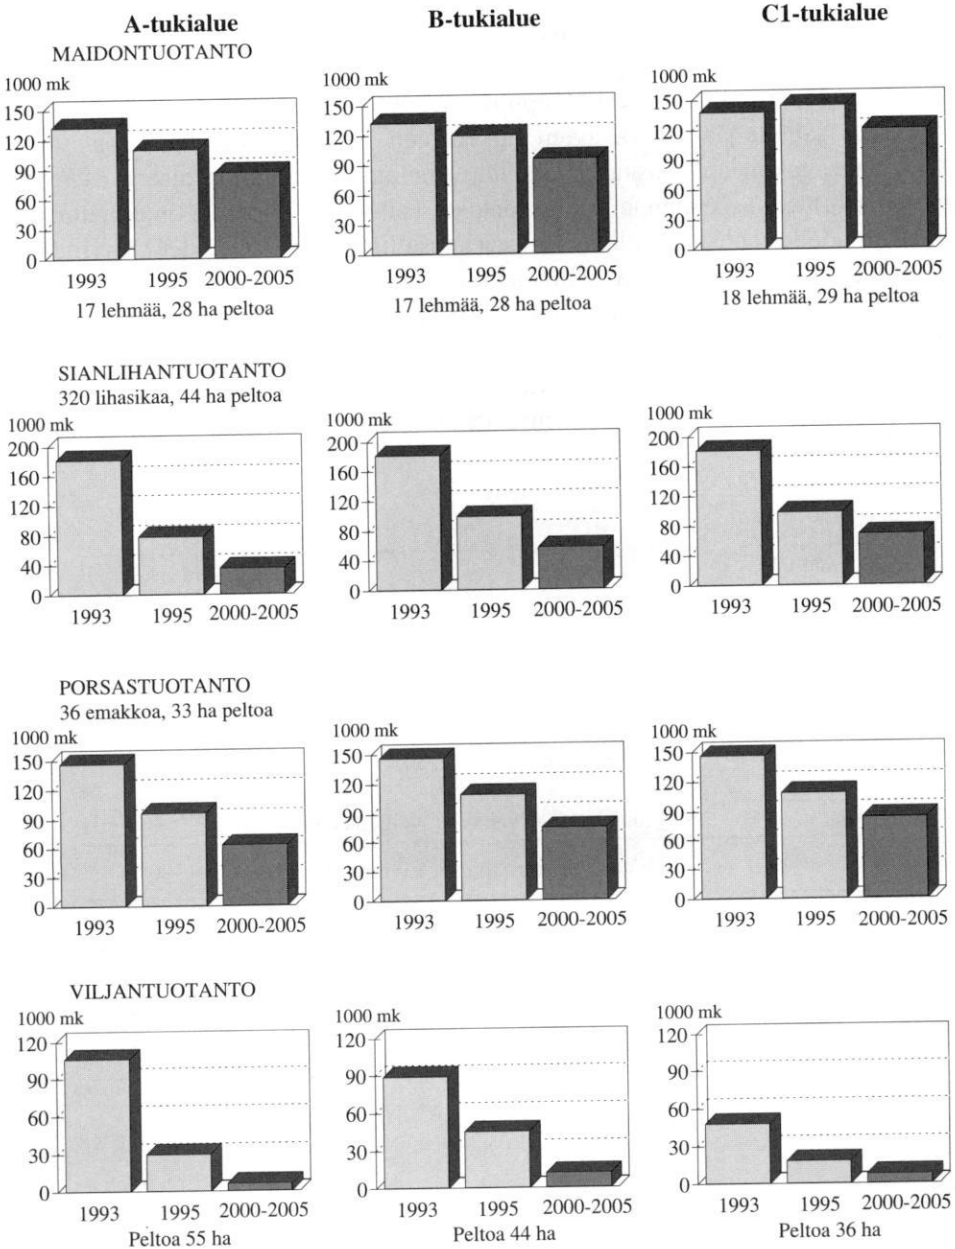 A-tukialue
B-tukialue
C1-tukialue
MAIDONTUOTANTO
1000 mk
150
120
90
60
30
0
1993 1995 2000-2005
17 lehmää, 28 ha peltoa
1000 mk
150
120
90
60
30
0
1993 1995 2000-2005
17 lehmää, 28 ha peltoa
1000 mk
150
120
90
60
30
0
1993 1995 2000-2005
18 lehmää, 29 ha peltoa
SIANLIHANTUOTANTO
320 lihasikaa, 44 ha peltoa
1000 mk
200
160
120
80
40
0
1993 1995 2000-2005
1000 mk
200
160
120
80
40
0
1993 1995 2000-2005
1000 mk
200
160
120
80
40
0
1993 1995 2000-2005
PORSASTUOTANTO
36 emakkoa, 33 ha peltoa
1000 mk
150
120
90
60
30
0
1993 1995 2000-2005
1000 mk
150
120
90
60
30
0
1993 1995 2000-2005
1000 mk
150
120
90
60
30
0
1993 1995 2000-2005
VILJANTUOTANTO
1000 mk
120
90
60
30
0
1993 1995 2000-2005
Peltoa 55 ha
1000 mk
120
90
60
30
0
1993 1995 2000-2005
Peltoa 44 ha
1000 mk
120
90
60
30
0
1993 1995 2000-2005
Peltoa 36 ha